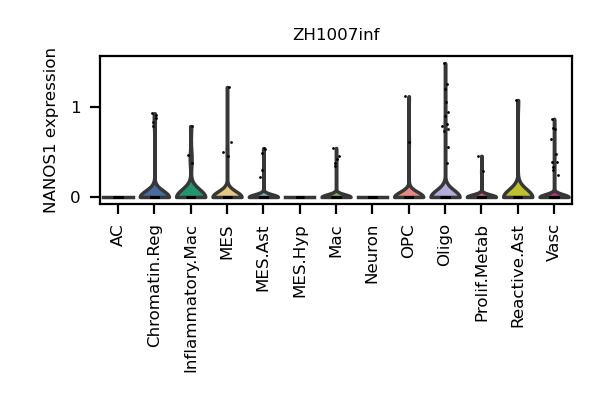 ZH1007inf
NANOS1 expression
1
0
AC
Chromatin.Reg
Inflammatory.Mac
MES
MES.Ast
MES.Hyp
Mac
Neuron
OPC
Oligo
Prolif.Metab
Reactive.Ast
Vasc